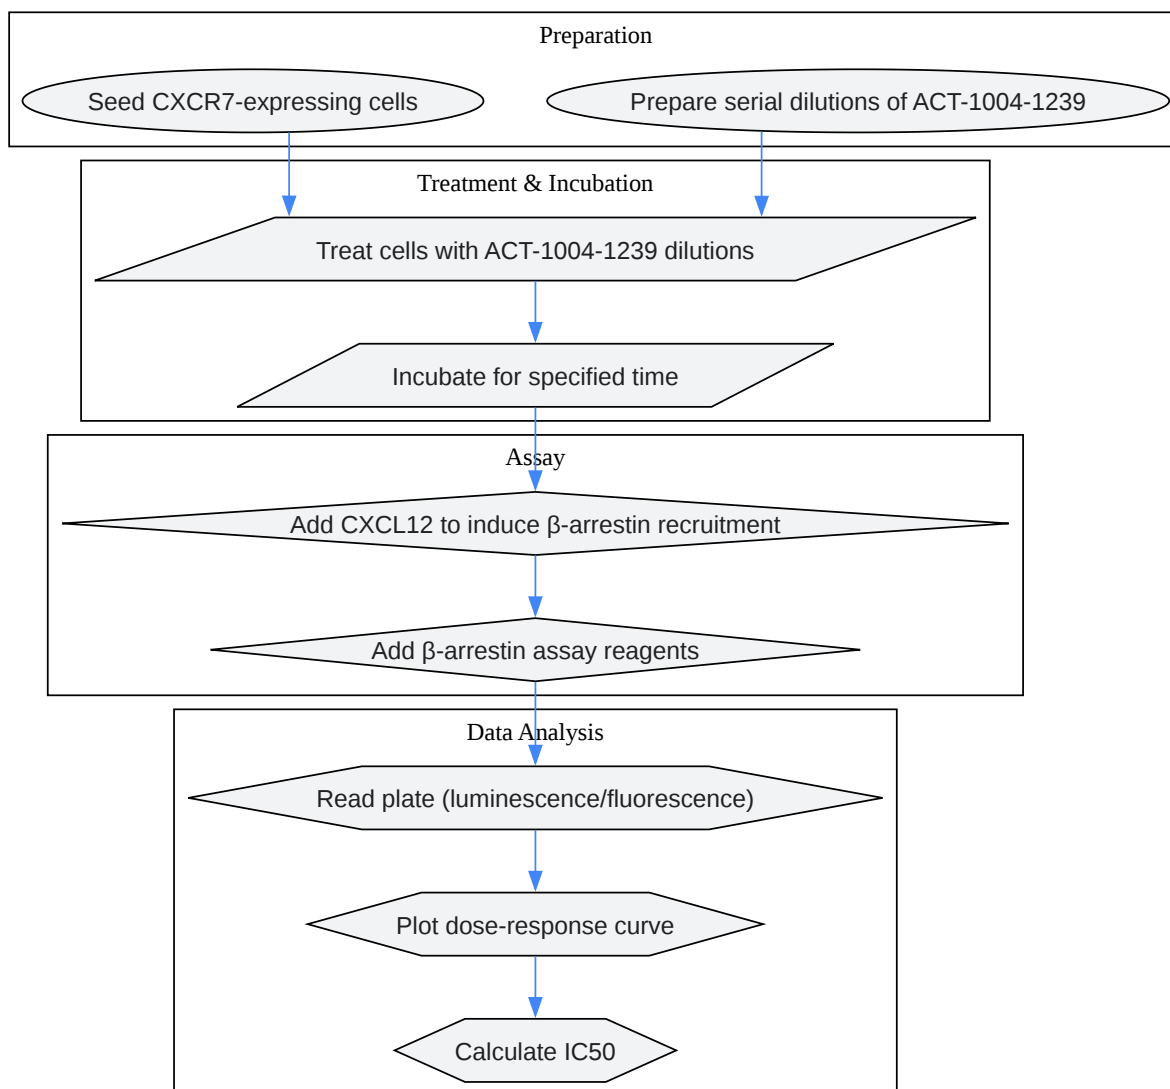 Preparation
Seed CXCR7-expressing cells
Prepare serial dilutions of ACT-1004-1239
Treatment & Incubation
Treat cells with ACT-1004-1239 dilutions
Incubate for specified time
Assay
Add CXCL12 to induce β-arrestin recruitment
Add β-arrestin assay reagents
Data Analysis
Read plate (luminescence/fluorescence)
Plot dose-response curve
Calculate IC50